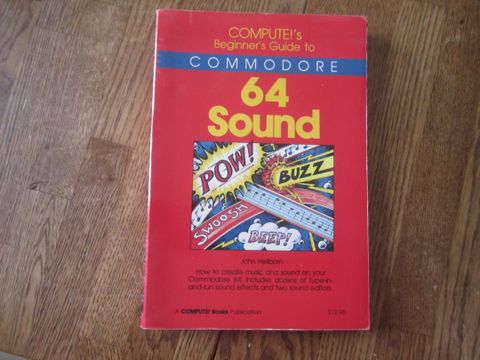 COMPUTE!'s
Beginner's Guide to
COMMODORE
64
Sound
POW!
BUZZ
SWOOSH
BEEP!
John Heilborn
How to create music and sound on your
Commodore 64. Includes dozens of type-in-
and-run sound effects and two sound editors.
A COMPUTE! Books Publication
$12.95